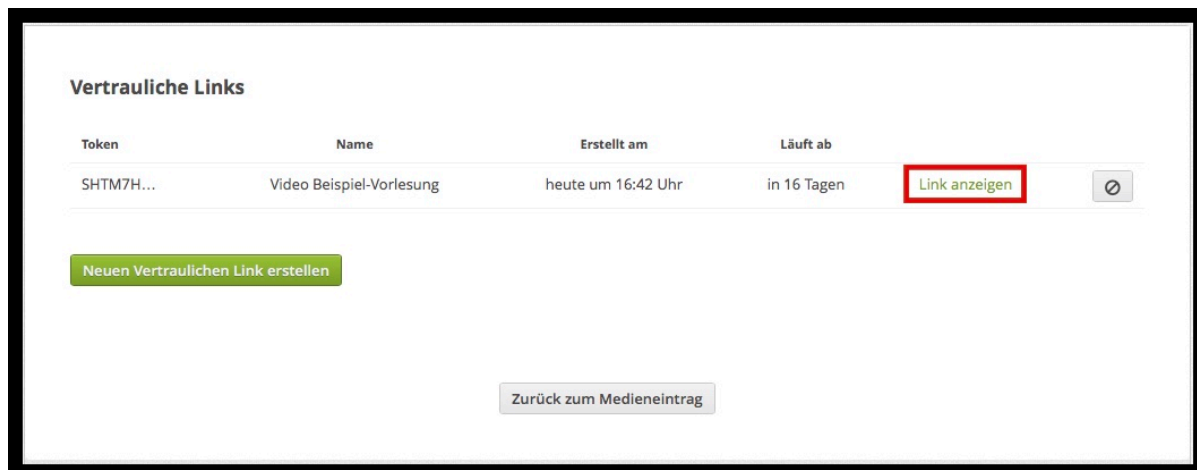 Vertrauliche Links
Token Name Erstellt am Läuft ab
SHTM7H... Video Beispiel-Vorlesung heute um 16:42 Uhr in 16 Tagen Link anzeigen
Neuen Vertraulichen Link erstellen
Zurück zum Medieneintrag